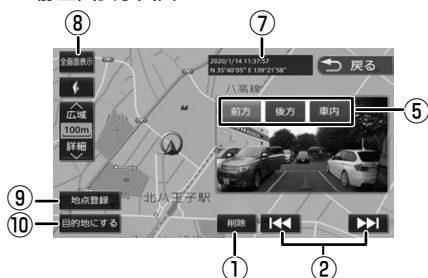 ⑧
⑦
全画面表示
2020/1/14 11:37:57
N 35°40'05" E 139°21'58"
戻る
八高線
広域
100m
詳細
前方
後方
車内
⑤
⑨
地点登録
北八王子駅
⑩
目的地にする
削除
①
②